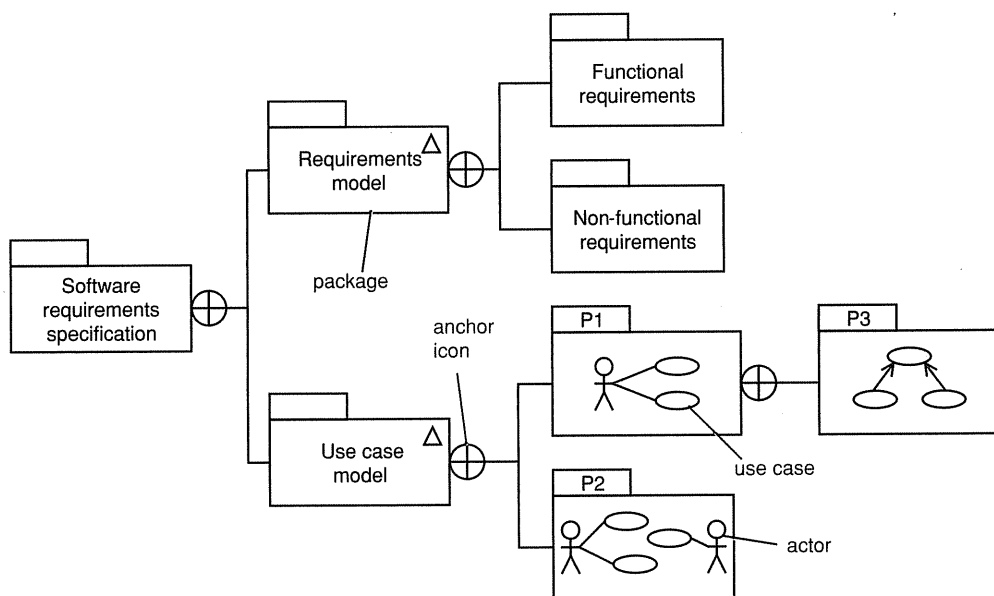 Functional
requirements
Requirements
model
Non-functional
requirements
package
Software
requirements
specification
anchor
icon
P1
P3
Use case
model
use case
P2
actor